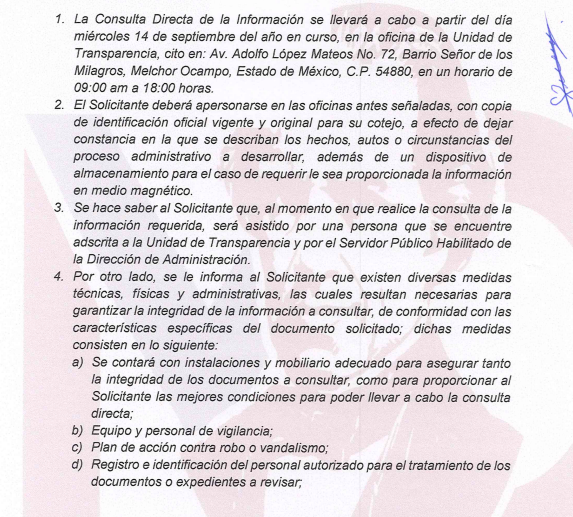 1. La Consulta Directa de la Información se llevará a cabo a partir del día
miércoles 14 de septiembre del año en curso, en la oficina de la Unidad de
Transparencia, cito en: Av. Adolfo López Mateos No. 72, Barrio Señor de los
Milagros, Melchor Ocampo, Estado de México, C.P. 54880, en un horario de
09:00 am a 18:00 horas.
2. El Solicitante deberá apersonarse en las oficinas antes señaladas, con copia
de identificación oficial vigente y original para su cotejo, a efecto de dejar
constancia en la que se describan los hechos, autos o circunstancias del
proceso administrativo a desarrollar, además de un dispositivo de
almacenamiento para el caso de requerir le sea proporcionada la información
en medio magnético.
3. Se hace saber al Solicitante que, al momento en que realice la consulta de la
información requerida, será asistido por una persona que se encuentre
adscrita a la Unidad de Transparencia y por el Servidor Público Habilitado de
la Dirección de Administración.
4. Por otro lado, se le informa al Solicitante que existen diversas medidas
técnicas, físicas y administrativas, las cuales resultan necesarias para
garantizar la integridad de la información a consultar, de conformidad con las
características específicas del documento solicitado; dichas medidas
consisten en lo siguiente:
a) Se contará con instalaciones y mobiliario adecuado para asegurar tanto
la integridad de los documentos a consultar, como para proporcionar al
Solicitante las mejores condiciones para poder llevar a cabo la consulta
directa;
b) Equipo y personal de vigilancia;
c) Plan de acción contra robo o vandalismo;
d) Registro e identificación del personal autorizado para el tratamiento de los
documentos o expedientes a revisar;